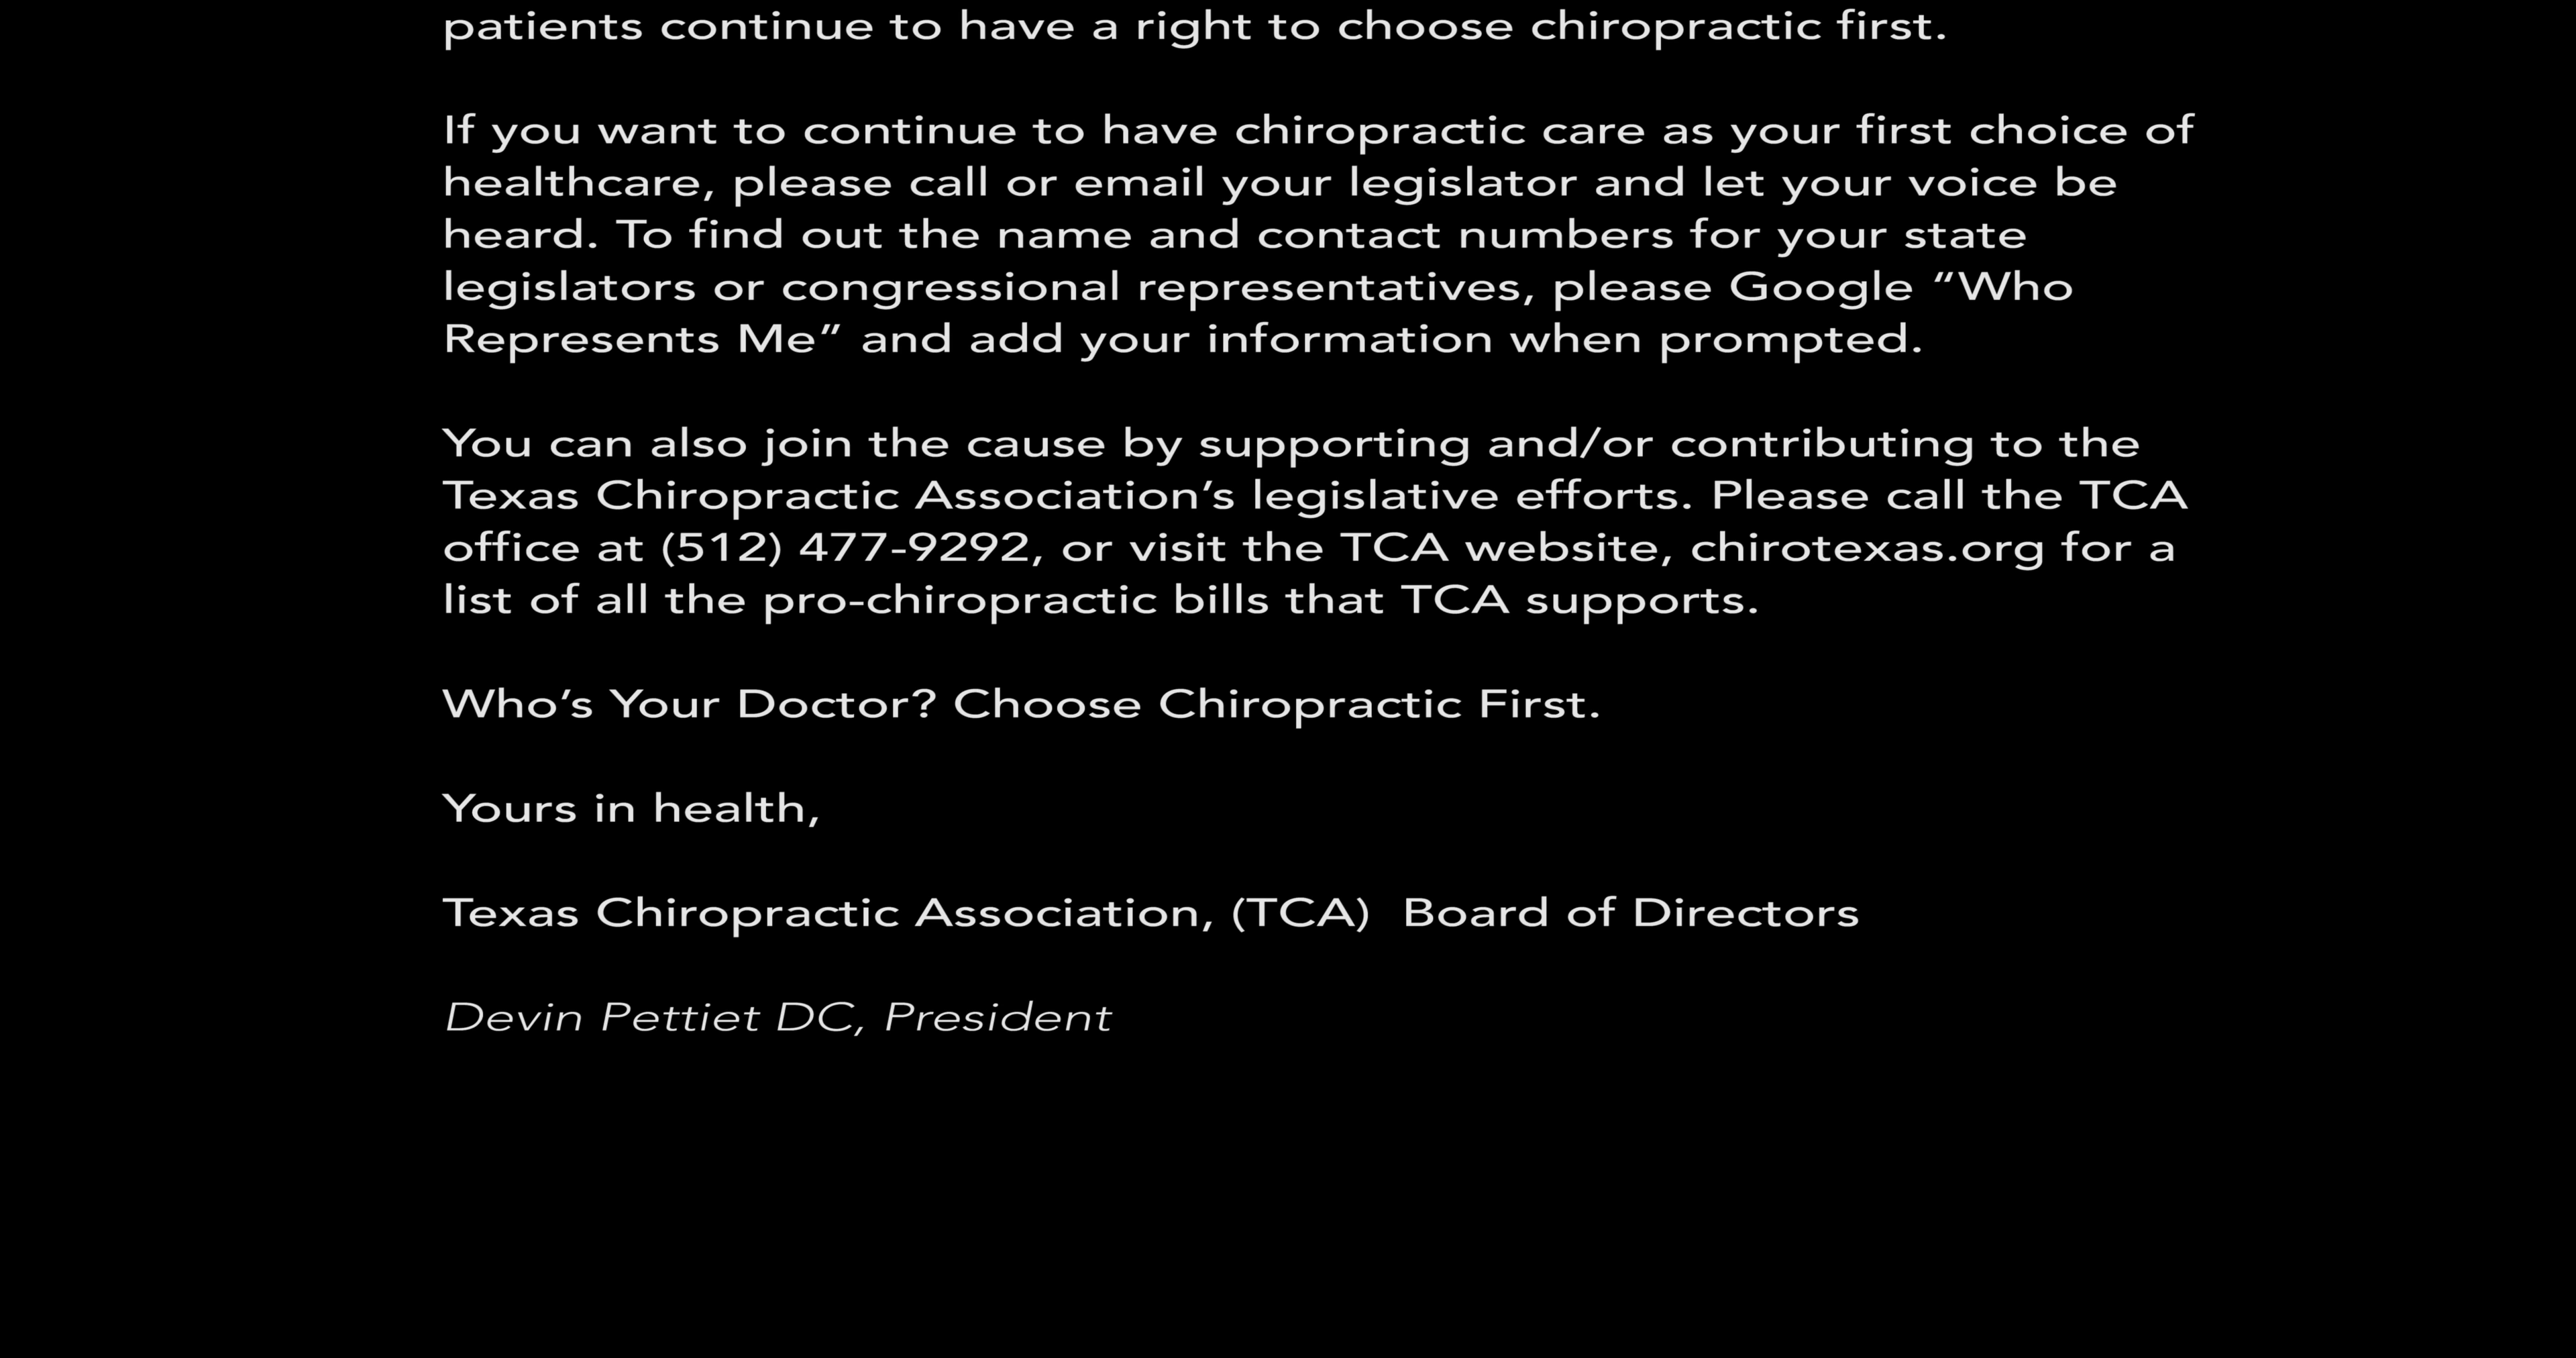 patients continue to have a right to choose chiropractic first.
If you want to continue to have chiropractic care as your first choice of
healthcare, please call or email your legislator and let your voice be
heard. To find out the name and contact numbers for your state
legislators or congressional representatives, please Google “Who
Represents Me” and add your information when prompted.
You can also join the cause by supporting and/or contributing to the
Texas Chiropractic Association’s legislative efforts. Please call the TCA
office at (512) 477-9292, or visit the TCA website, chirotexas.org for a
list of all the pro-chiropractic bills that TCA supports.
Who’s Your Doctor? Choose Chiropractic First.
Yours in health,
Texas Chiropractic Association, (TCA)  Board of Directors
Devin Pettiet DC, President